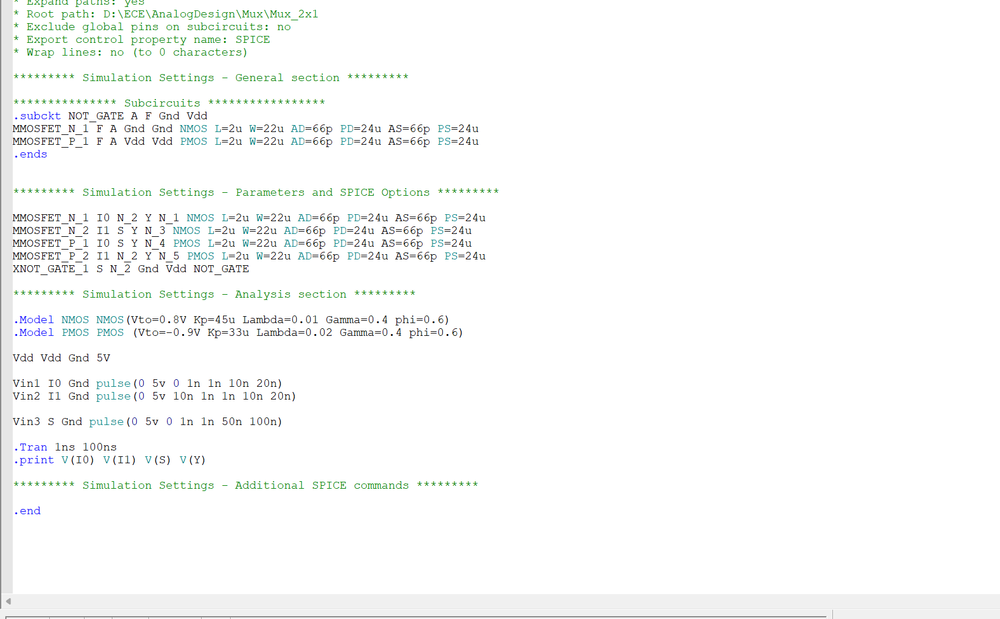 * Expand paths: yes
* Root path: D:\ECE\AnalogDesign\Mux\Mux_2x1
* Exclude global pins on subcircuits: no
* Export control property name: SPICE
* Wrap lines: no (to 0 characters)
********* Simulation Settings - General section *********
*************** Subcircuits *****************
.subckt NOT_GATE A F Gnd Vdd
MMOSFET_N_1 F A Gnd Gnd NMOS L=2u W=22u AD=66p PD=24u AS=66p PS=24u
MMOSFET_P_1 F A Vdd Vdd PMOS L=2u W=22u AD=66p PD=24u AS=66p PS=24u
.ends
********* Simulation Settings - Parameters and SPICE Options *********
MMOSFET_N_1 I0 N_2 Y N_1 NMOS L=2u W=22u AD=66p PD=24u AS=66p PS=24u
MMOSFET_N_2 I1 S Y N_3 NMOS L=2u W=22u AD=66p PD=24u AS=66p PS=24u
MMOSFET_P_1 I0 S Y N_4 PMOS L=2u W=22u AD=66p PD=24u AS=66p PS=24u
MMOSFET_P_2 I1 N_2 Y N_5 PMOS L=2u W=22u AD=66p PD=24u AS=66p PS=24u
XNOT_GATE_1 S N_2 Gnd Vdd NOT_GATE
********* Simulation Settings - Analysis section *********
.Model NMOS NMOS(Vto=0.8V Kp=45u Lambda=0.01 Gamma=0.4 phi=0.6)
.Model PMOS PMOS (Vto=-0.9V Kp=33u Lambda=0.02 Gamma=0.4 phi=0.6)
Vdd Vdd Gnd 5V
Vin1 I0 Gnd pulse(0 5v 0 1n 1n 10n 20n)
Vin2 I1 Gnd pulse(0 5v 10n 1n 1n 10n 20n)
Vin3 S Gnd pulse(0 5v 0 1n 1n 50n 100n)
.Tran 1ns 100ns
.print V(I0) V(I1) V(S) V(Y)
********* Simulation Settings - Additional SPICE commands *********
.end